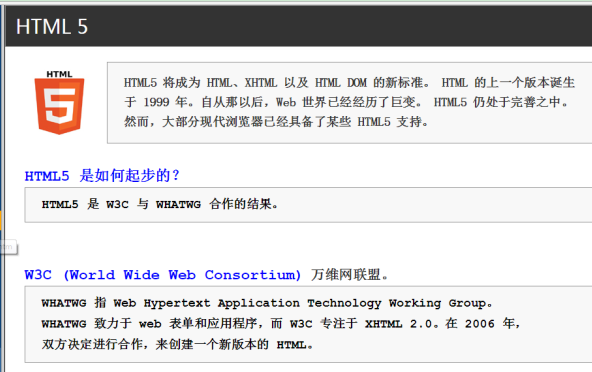 HTML 5
HTML
5
HTML5 将成为 HTML、XHTML 以及 HTML DOM 的新标准。 HTML 的上一个版本诞生
于 1999 年。自从那以后，Web 世界已经经历了巨变。 HTML5 仍处于完善之中。
然而，大部分现代浏览器已经具备了某些 HTML5 支持。
HTML5 是如何起步的？
HTML5 是 W3C 与 WHATWG 合作的结果。
W3C (World Wide Web Consortium) 万维网联盟。
WHATWG 指 Web Hypertext Application Technology Working Group。
WHATWG 致力于 web 表单和应用程序，而 W3C 专注于 XHTML 2.0。在 2006 年，
双方决定进行合作，来创建一个新版本的 HTML。